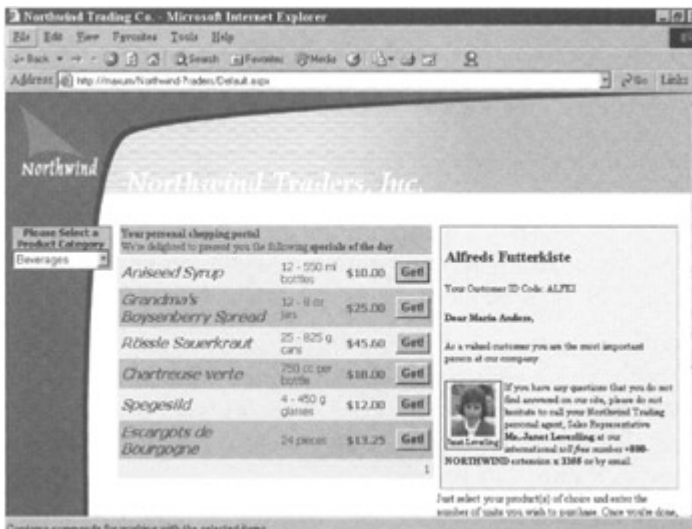 Northwind Trading Co. - Microsoft Internet Explorer
File Edit View Favorites Tools Help
Back Search Favorites Media
Address http://maxum/Northwind-Traders/Default.aspx Go Links
Northwind
Northwind Traders, Inc.
Please Select a
Product Category
Beverages
Your personal shopping portal
We're delighted to present you the following specials of the day
Aniseed Syrup 12 - 550 ml bottles $10.00 Get!
Grandma's Boysenberry Spread 12 - 8 oz jars $25.00 Get!
Rössle Sauerkraut 25 - 825 g cans $45.60 Get!
Chartreuse verte 750 cc per bottle $18.00 Get!
Spegesild 4 - 450 g glasses $12.00 Get!
Escargots de Bourgogne 24 pieces $13.25 Get!
1
Alfreds Futterkiste
Your Customer ID Code: ALFKI
Dear Maria Anders,
As a valued customer you are the most important
person at our company
If you have any questions that you do not
find answered on our site, please do not
hesitate to call your Northwind Trading
personal agent, Sales Representative
Ms. Janet Leverling at our
international toll free number +800-
NORTHWIND extension x 3355 or by email.
Janet Leverling
Just select your product(s) of choice and enter the
number of units you wish to purchase. Once you're done,